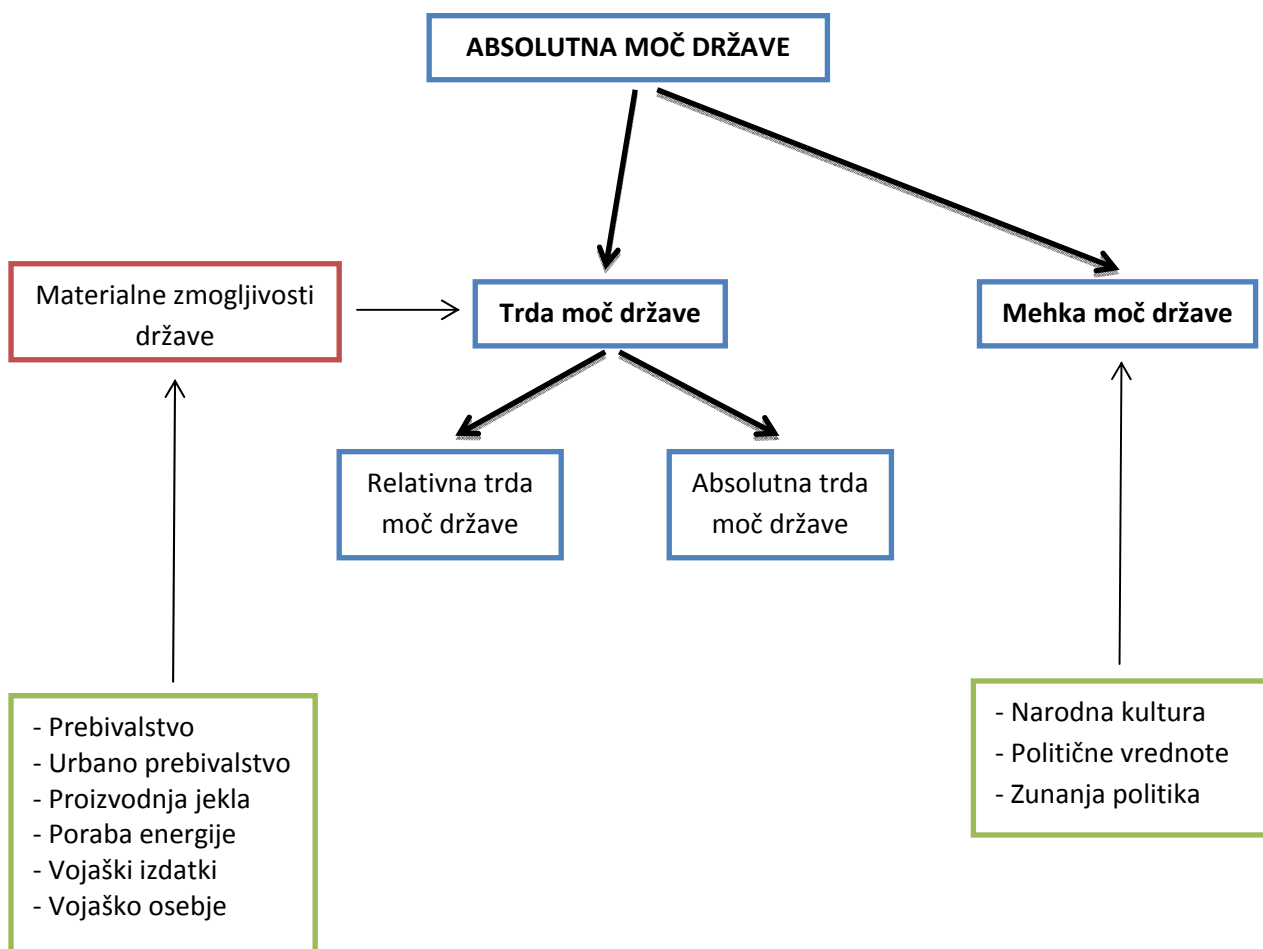 ABSOLUTNA MOČ DRŽAVE
Materialne zmogljivosti
države
Trda moč države
Mehka moč države
Relativna trda
moč države
Absolutna trda
moč države
- Prebivalstvo
- Urbano prebivalstvo
- Proizvodnja jekla
- Poraba energije
- Vojaški izdatki
- Vojaško osebje
- Narodna kultura
- Politične vrednote
- Zunanja politika